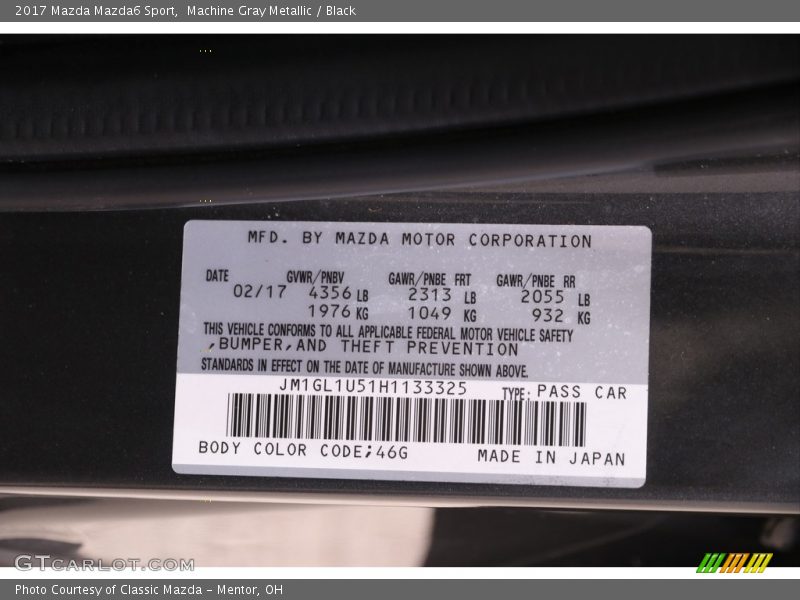 2017 Mazda Mazda6 Sport,  Machine Gray Metallic / Black
MFD. BY MAZDA MOTOR CORPORATION
DATE GVWR/PNBV GAWR/PNBE FRT GAWR/PNBE RR
02/17 4356 LB 2313 LB 2055 LB
1976 KG 1049 KG 932 KG
THIS VEHICLE CONFORMS TO ALL APPLICABLE FEDERAL MOTOR VEHICLE SAFETY
,BUMPER,AND THEFT PREVENTION
STANDARDS IN EFFECT ON THE DATE OF MANUFACTURE SHOWN ABOVE.
JM1GL1U51H1133325 TYPE: PASS CAR
BODY COLOR CODE;46G MADE IN JAPAN
GTCARLOT.COM
Photo Courtesy of Classic Mazda - Mentor, OH